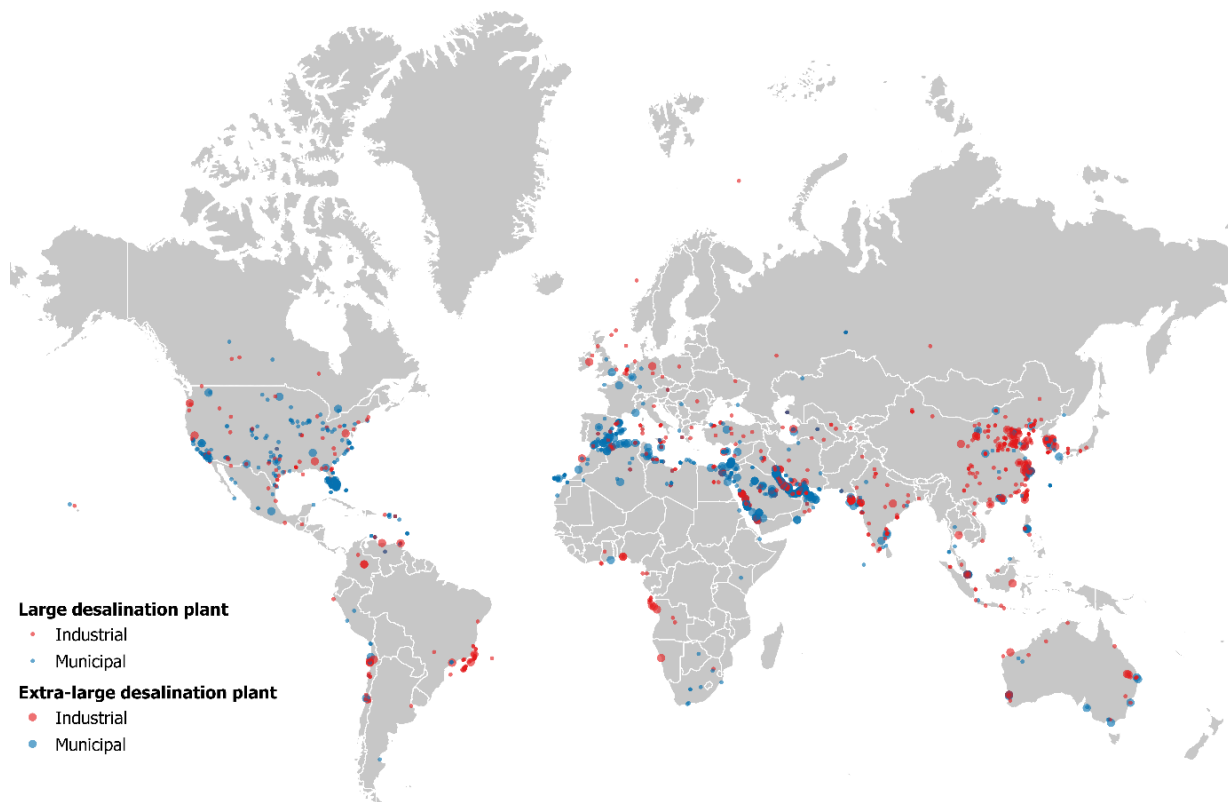 Large desalination plant
Industrial
Municipal
Extra-large desalination plant
Industrial
Municipal